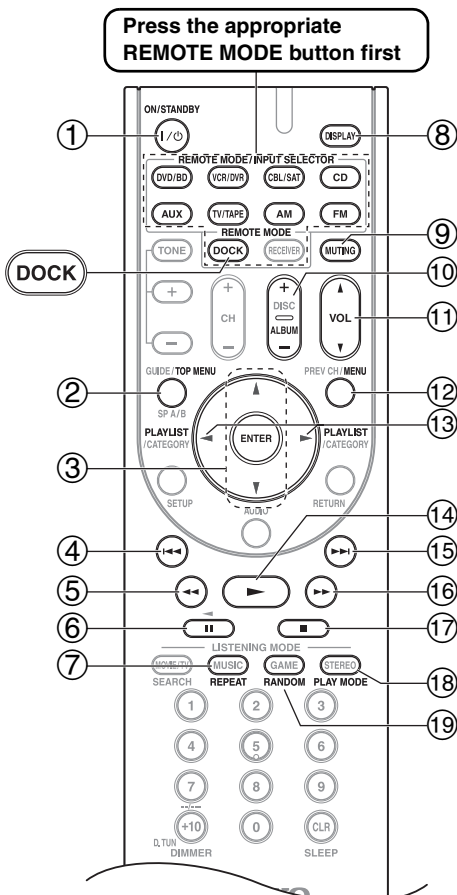 Press the appropriate
REMOTE MODE button first
ON/STANDBY
① I/⏻ DISPLAY ⑧
REMOTE MODE/INPUT SELECTOR
DVD/BD VCR/DVR CBL/SAT CD
AUX TV/TAPE AM FM
REMOTE MODE
⑨
TONE DOCK RECEIVER MUTING
DOCK
⑩
+ + +
CH DISC VOL ⑪
ALBUM
- - -
GUIDE/TOP MENU PREV CH/MENU
② ⑫
SP A/B
PLAYLIST PLAYLIST ⑬
/CATEGORY ENTER /CATEGORY
③
SETUP RETURN
AUDIO
⑭
④ ⑮
⑤ ⑯
⑥ ⑰
LISTENING MODE
⑦ MOVIE/TV MUSIC GAME STEREO ⑱
SEARCH REPEAT RANDOM PLAY MODE
1 2 3 ⑲
4 5 6
7 8 9
-/--/---
+10 0 CLR
D.TUN
DIMMER SLEEP